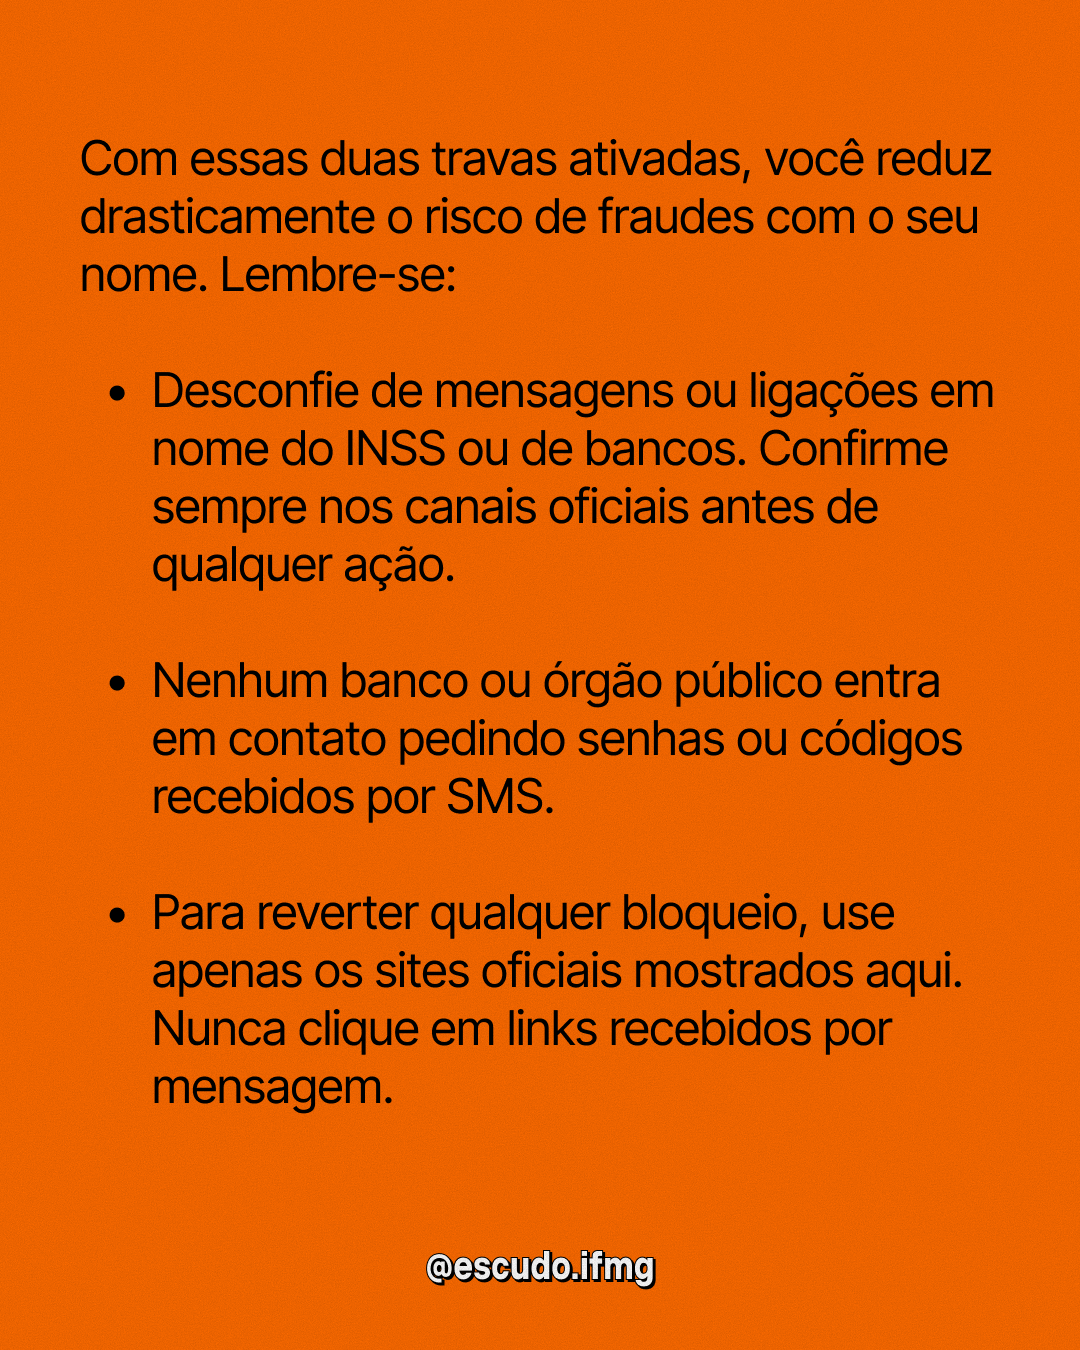 Com essas duas travas ativadas, você reduz
drasticamente o risco de fraudes com o seu
nome. Lembre-se:
• Desconfie de mensagens ou ligações em
nome do INSS ou de bancos. Confirme
sempre nos canais oficiais antes de
qualquer ação.
• Nenhum banco ou órgão público entra
em contato pedindo senhas ou códigos
recebidos por SMS.
• Para reverter qualquer bloqueio, use
apenas os sites oficiais mostrados aqui.
Nunca clique em links recebidos por
mensagem.
@escudo.ifmg